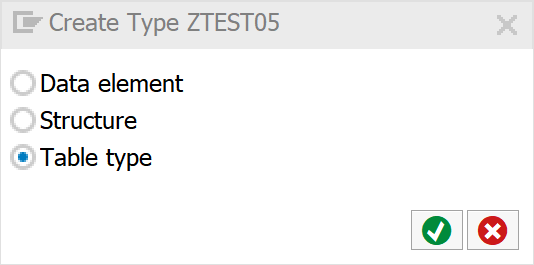 Create Type ZTEST05
Data element
Structure
Table type